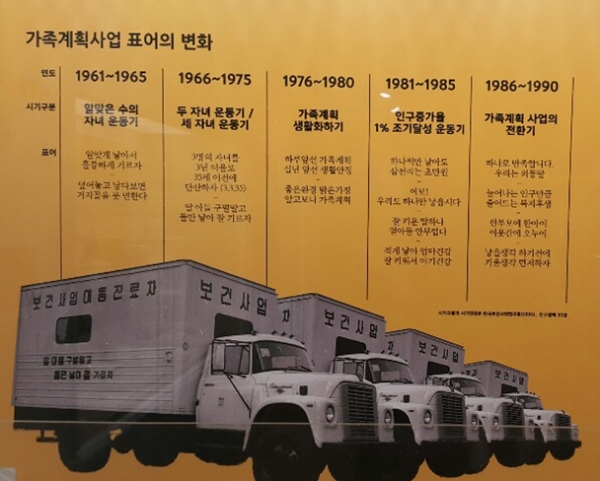 가족계획사업 표어의 변화
연도
1961~1965
1966~1975
1976~1980
1981~1985
1986~1990
시기구분
알맞은 수의
자녀 운동기
두 자녀 운동기 /
세 자녀 운동기
가족계획
생활화하기
인구증가율
1% 조기달성 운동기
가족계획 사업의
전환기
표어
알맞게 낳아서
훌륭하게 기르자
덮어놓고 낳다보면
거지꼴을 못 면한다
3명의 자녀를
3년 터울로
35세 이전에
단산하자 (3.3.35)
딸 아들 구별말고
둘만 낳아 잘 기르자
하루앞선 가족계획
십년 앞선 생활안정
좋은환경 밝은가정
알고보니 가족계획
하나씩만 낳아도
삼천리는 초만원
여보!
우리도 하나만 낳읍시다
잘 키운 딸하나
열아들 안부럽다
적게 낳아 엄마건강
잘 키워서 아기건강
하나로 만족합니다.
우리는 외동딸
늘어나는 인구만큼
줄어드는 복지후생
한부모에 한아이
이웃간에 오누이
낳을생각 하기전에
키울생각 먼저하자
보건사업이동진료차
보건사업
보건사업
보건사업